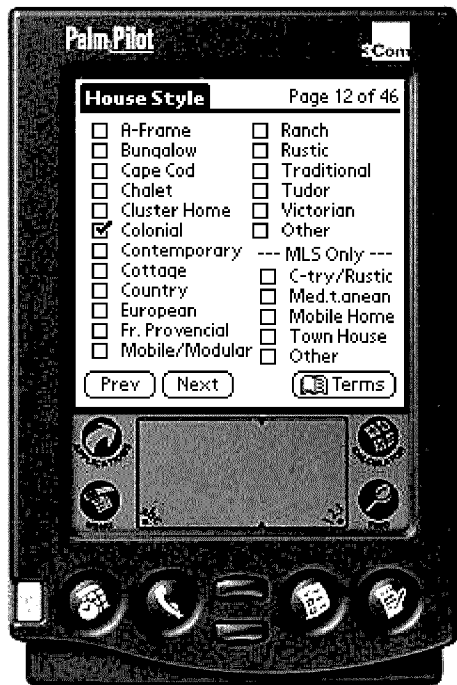 Palm Pilot
3Com
House Style
Page 12 of 46
A-Frame
Bungalow
Cape Cod
Chalet
Cluster Home
Colonial
Contemporary
Cottage
Country
European
Fr. Provencial
Mobile/Modular
Ranch
Rustic
Traditional
Tudor
Victorian
Other
--- MLS Only ---
C-try/Rustic
Med.t.anean
Mobile Home
Town House
Other
Prev
Next
Terms